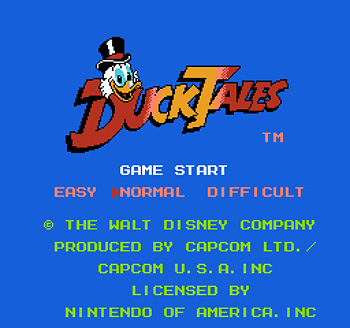 DUCKTALES
TM
GAME START
EASY NORMAL DIFFICULT
© THE WALT DISNEY COMPANY
PRODUCED BY CAPCOM LTD./
CAPCOM U.S.A.INC
LICENSED BY
NINTENDO OF AMERICA.INC